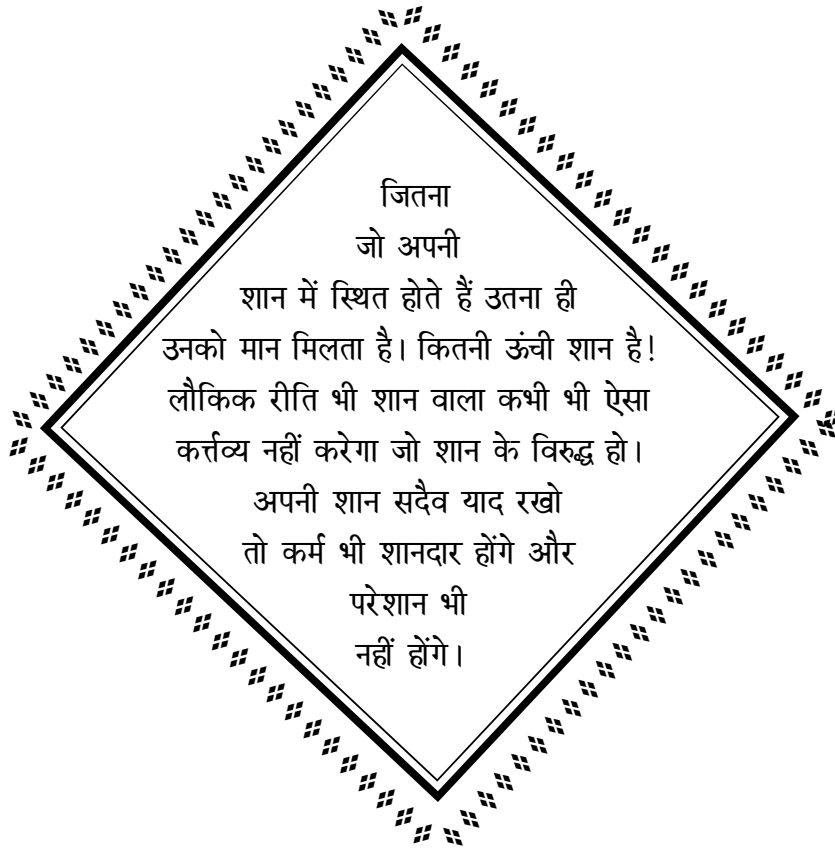 जितना
जो अपनी
शान में स्थित होते हैं उतना ही
उनको मान मिलता है। कितनी ऊंची शान है!
लौकिक रीति भी शान वाला कभी भी ऐसा
कर्त्तव्य नहीं करेगा जो शान के विरुद्ध हो।
अपनी शान सदैव याद रखो
तो कर्म भी शानदार होंगे और
परेशान भी
नहीं होंगे।